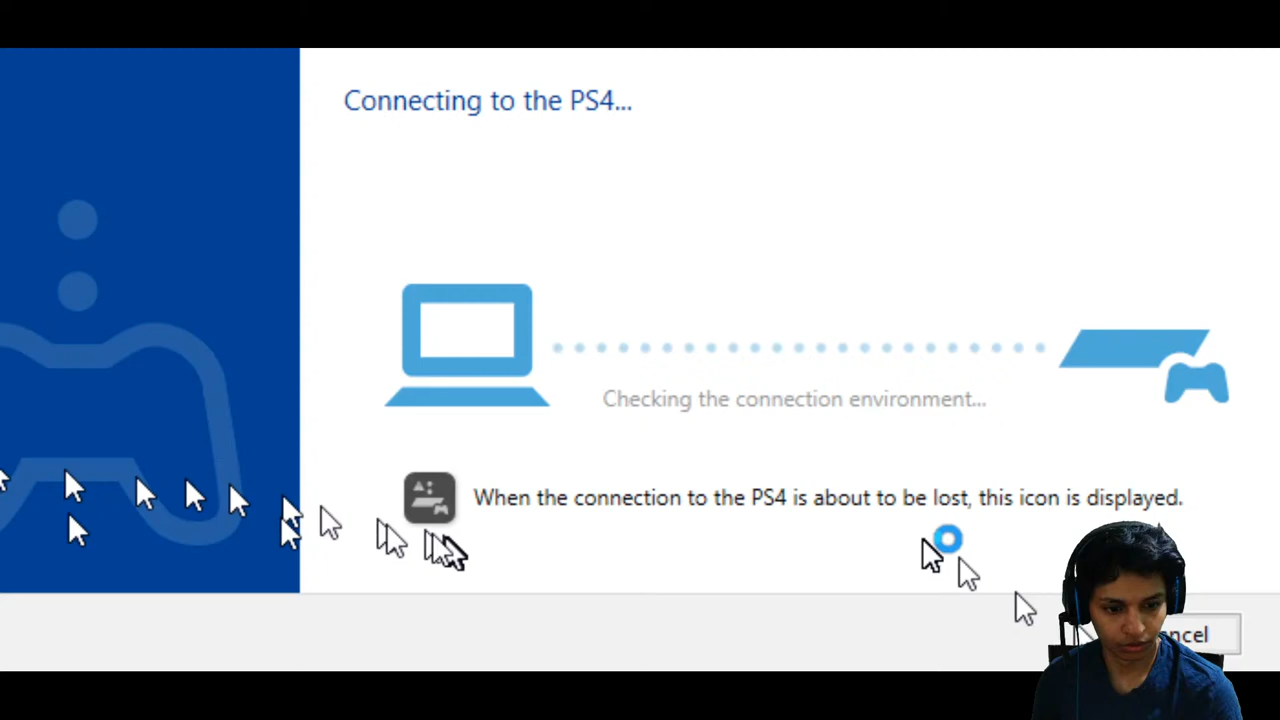 Connecting to the PS4...
Checking the connection environment...
When the connection to the PS4 is about to be lost, this icon is displayed.